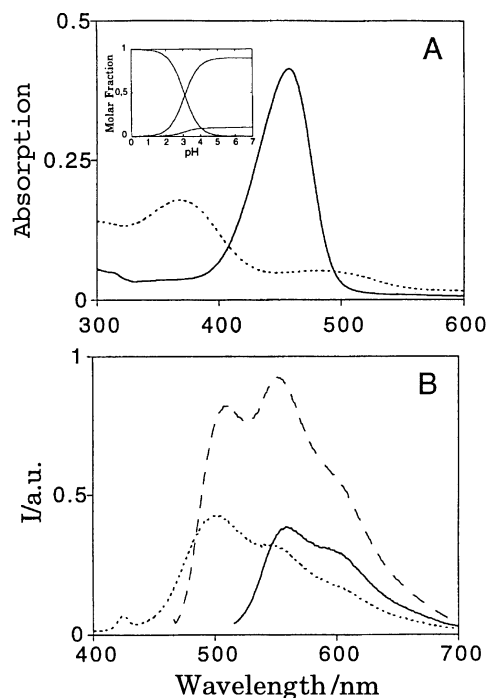 0.5
A
1
0,5
0
Molar Fraction
0 1 2 3 4 5 6 7
pH
0.25
Absorption
0
300 400 500 600
1
B
0.5
I/a.u.
0
400 500 600 700
Wavelength /nm